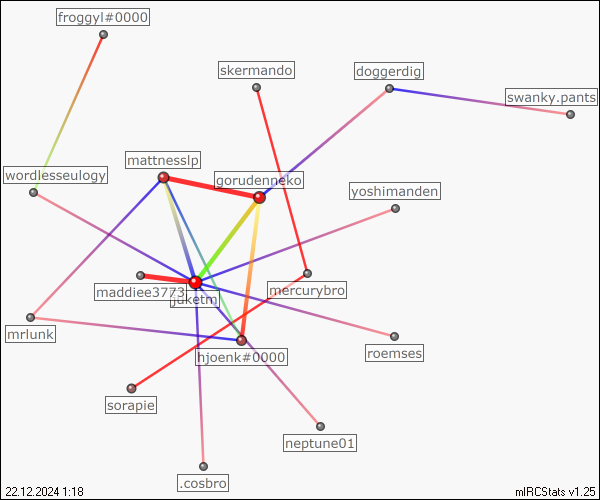 froggyl#0000
skermando
doggerdig
swanky.pants
mattnesslp
wordlesseulogy
gorudenneko
yoshimanden
maddiee3773
juketm
mercurybro
mrlunk
hjoenk#0000
roemses
sorapie
neptune01
.cosbro
22.12.2024 1:18
mIRCStats v1.25